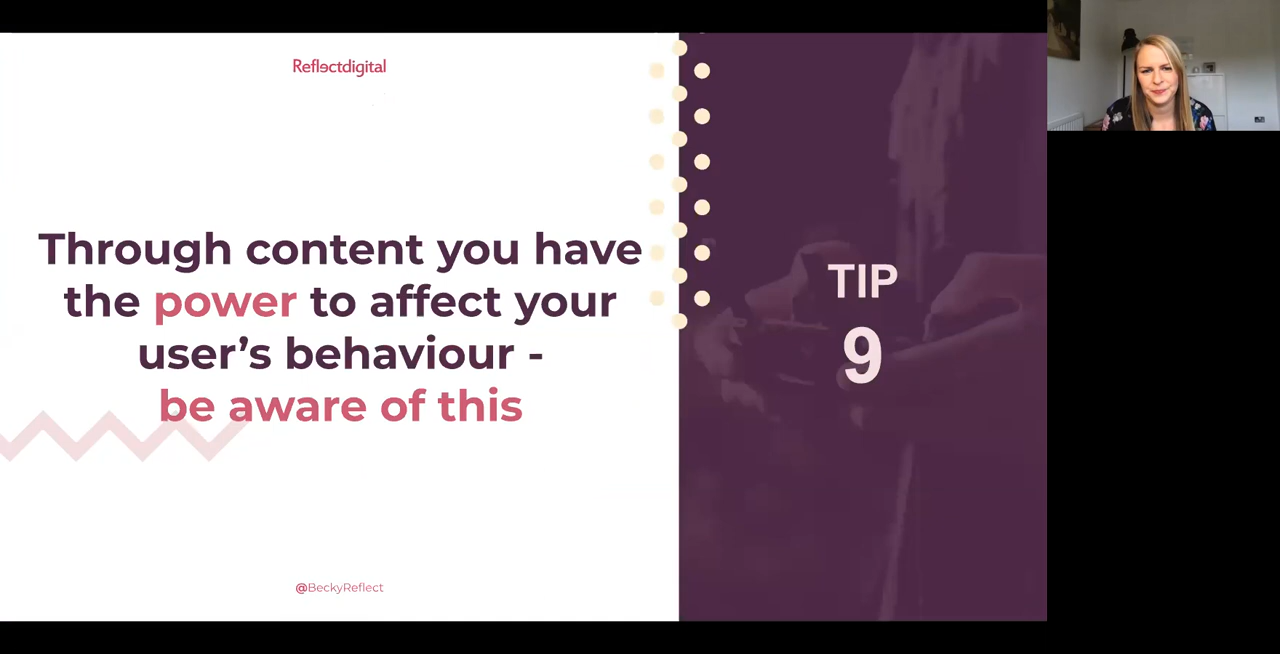 Reflectdigital
Through content you have
the power to affect your
user's behaviour -
be aware of this
@BeckyReflect
TIP
9